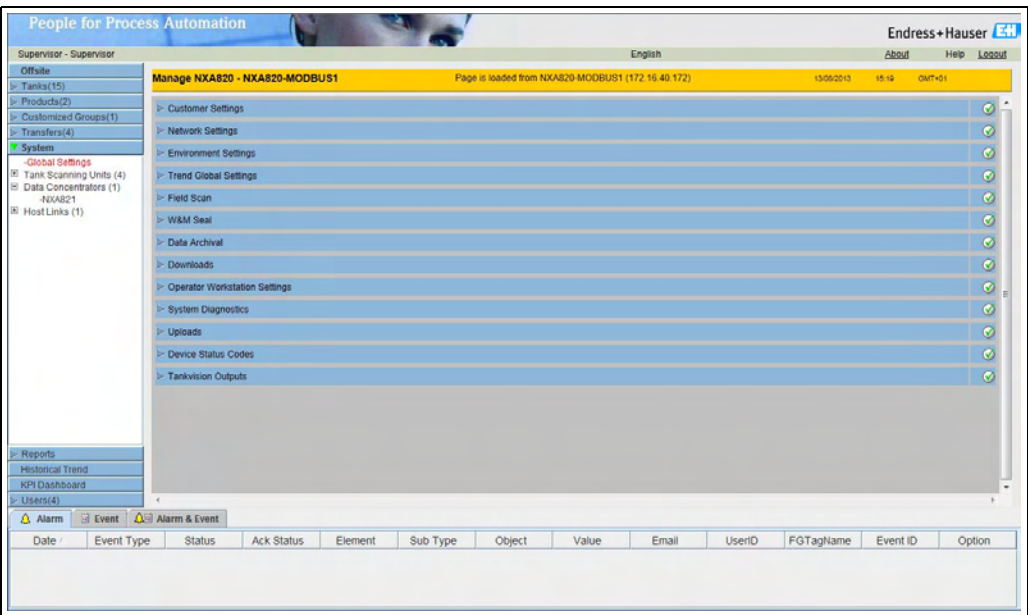 People for Process Automation
Endress+Hauser EH
Supervisor - Supervisor English About Help Logout
Offsite
Tanks(15)
Products(2)
Customized Groups(1)
Transfers(4)
System
-Global Settings
Tank Scanning Units (4)
Data Concentrators (1)
-NXA821
Host Links (1)
Reports
Historical Trend
KPI Dashboard
Users(4)
Manage NXA820 - NXA820-MODBUS1 Page is loaded from NXA820-MODBUS1 (172.16.40.172) 13/08/2013 15:19 GMT+01
Customer Settings
Network Settings
Environment Settings
Trend Global Settings
Field Scan
W&M Seal
Data Archival
Downloads
Operator Workstation Settings
System Diagnostics
Uploads
Device Status Codes
Tankvision Outputs
Alarm Event Alarm & Event
Date Event Type Status Ack Status Element Sub Type Object Value Email UserID FGTagName Event ID Option